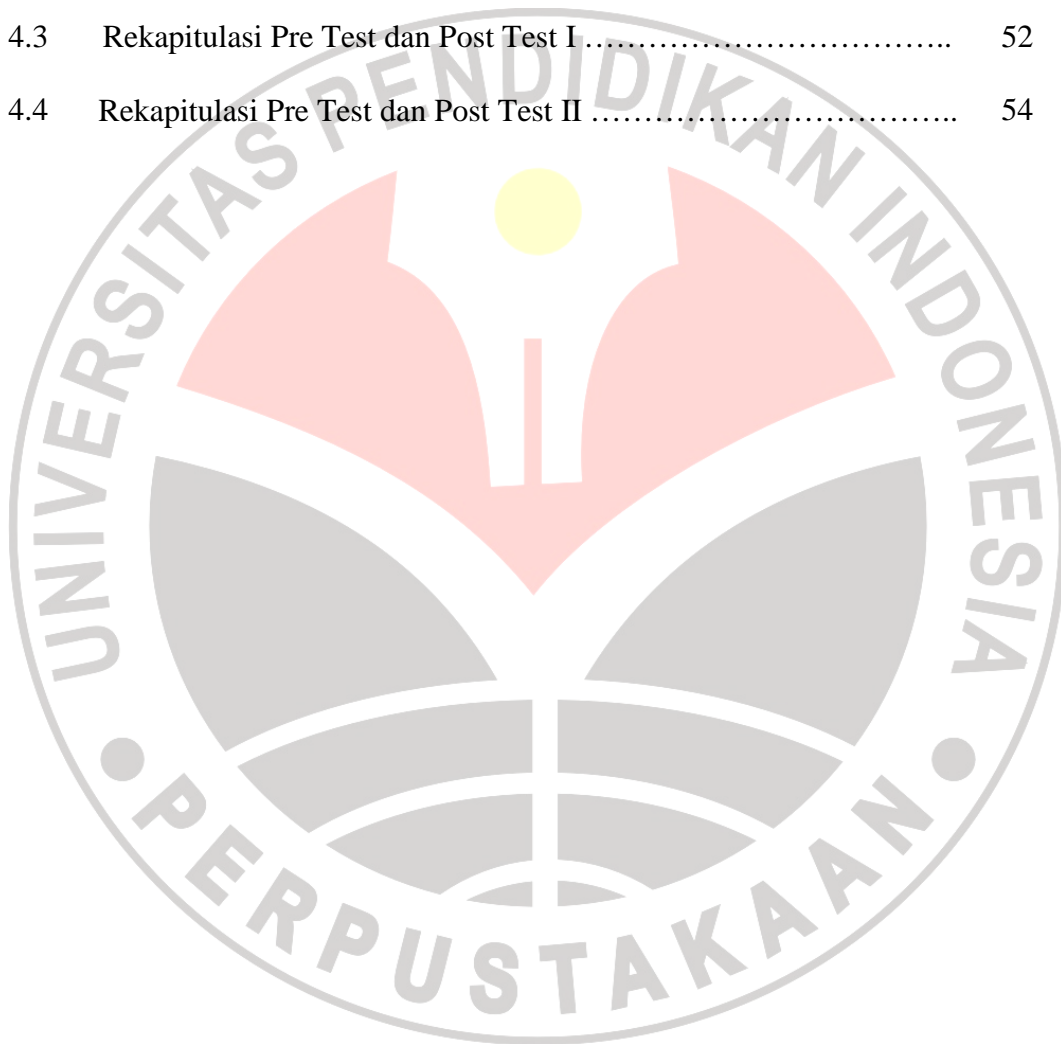 4.3 Rekapitulasi Pre Test dan Post Test I …………………………….. 52
4.4 Rekapitulasi Pre Test dan Post Test II …………………………….. 54
UNIVERSITAS PENDIDIKAN INDONESIA
PERPUSTAKAAN